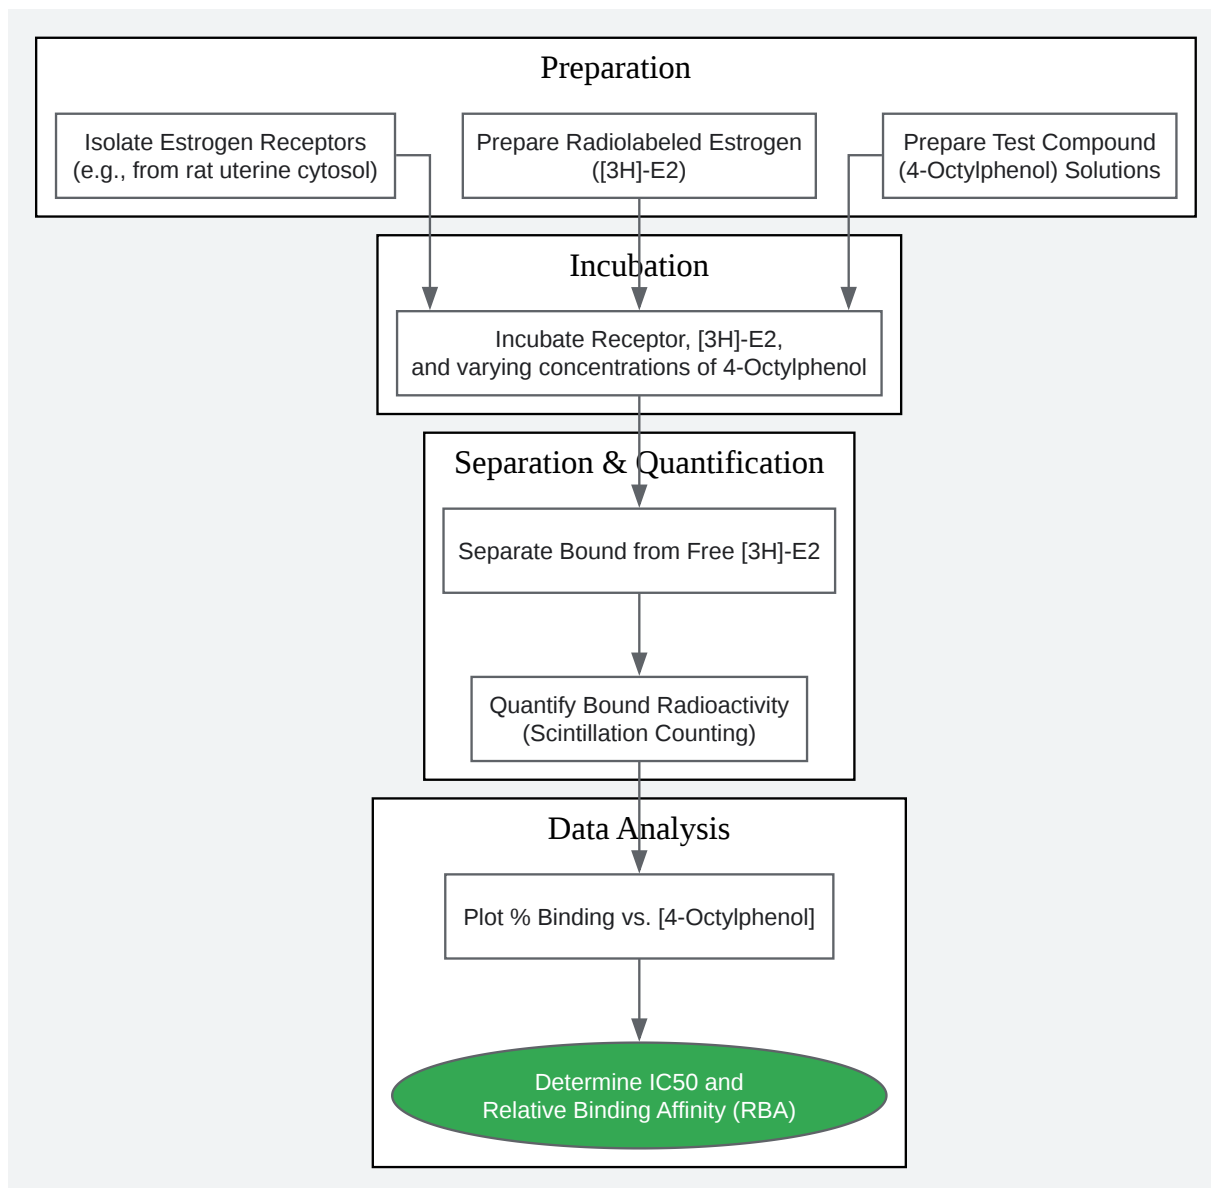 Preparation
Isolate Estrogen Receptors
(e.g., from rat uterine cytosol)
Prepare Radiolabeled Estrogen
([3H]-E2)
Prepare Test Compound
(4-Octylphenol) Solutions
Incubation
Incubate Receptor, [3H]-E2,
and varying concentrations of 4-Octylphenol
Separation & Quantification
Separate Bound from Free [3H]-E2
Quantify Bound Radioactivity
(Scintillation Counting)
Data Analysis
Plot % Binding vs. [4-Octylphenol]
Determine IC50 and
Relative Binding Affinity (RBA)